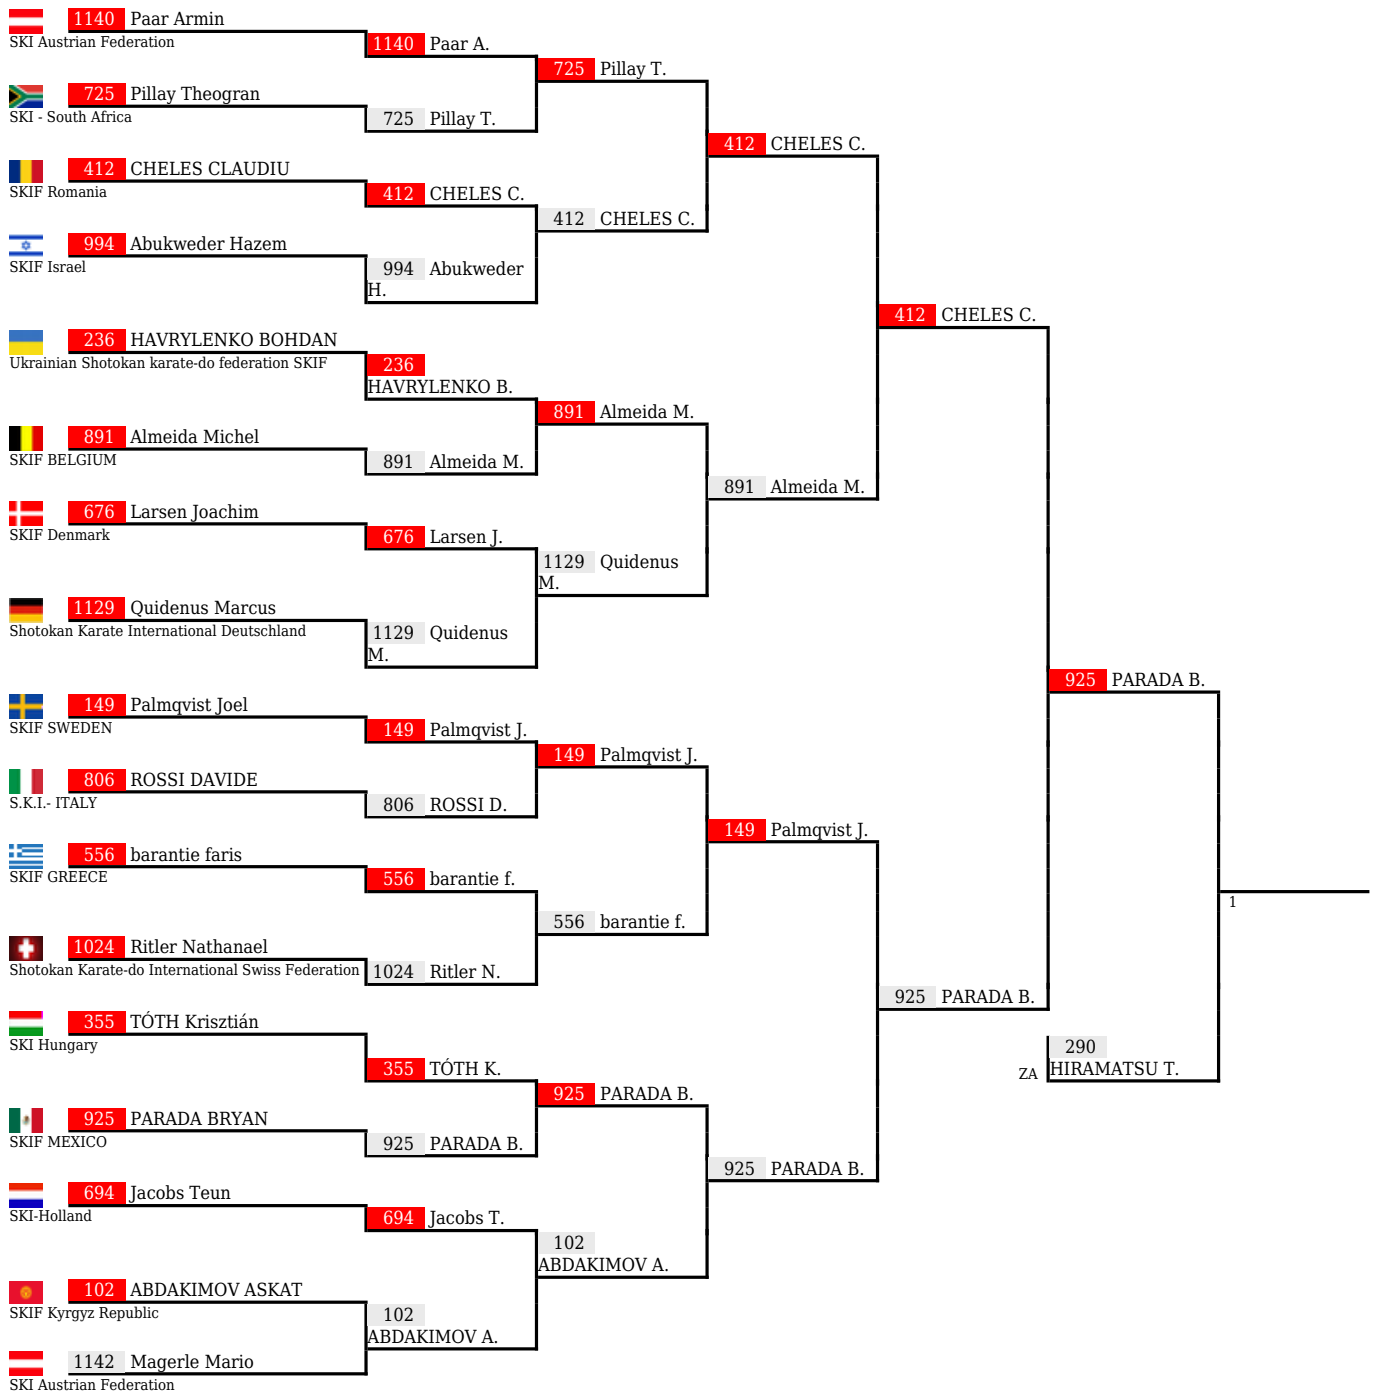 1140 Paar Armin
SKI Austrian Federation
1140 Paar A.
725 Pillay T.
725 Pillay Theogran
SKI - South Africa
725 Pillay T.
412 CHELES C.
412 CHELES CLAUDIU
SKIF Romania
412 CHELES C.
412 CHELES C.
994 Abukweder Hazem
SKIF Israel
994 Abukweder
H.
412 CHELES C.
236 HAVRYLENKO BOHDAN
Ukrainian Shotokan karate-do federation SKIF
236
HAVRYLENKO B.
891 Almeida M.
891 Almeida Michel
SKIF BELGIUM
891 Almeida M.
891 Almeida M.
676 Larsen Joachim
SKIF Denmark
676 Larsen J.
1129 Quidenus
M.
1129 Quidenus Marcus
Shotokan Karate International Deutschland
1129 Quidenus
M.
925 PARADA B.
149 Palmqvist Joel
SKIF SWEDEN
149 Palmqvist J.
149 Palmqvist J.
806 ROSSI DAVIDE
S.K.I.- ITALY
806 ROSSI D.
149 Palmqvist J.
556 barantie faris
SKIF GREECE
556 barantie f.
1
556 barantie f.
1024 Ritler Nathanael
Shotokan Karate-do International Swiss Federation
1024 Ritler N.
925 PARADA B.
355 TÓTH Krisztián
SKI Hungary
290
HIRAMATSU T.
ZA
355 TÓTH K.
925 PARADA B.
925 PARADA BRYAN
SKIF MEXICO
925 PARADA B.
925 PARADA B.
694 Jacobs Teun
SKI-Holland
694 Jacobs T.
102
ABDAKIMOV A.
102 ABDAKIMOV ASKAT
SKIF Kyrgyz Republic
102
ABDAKIMOV A.
1142 Magerle Mario
SKI Austrian Federation